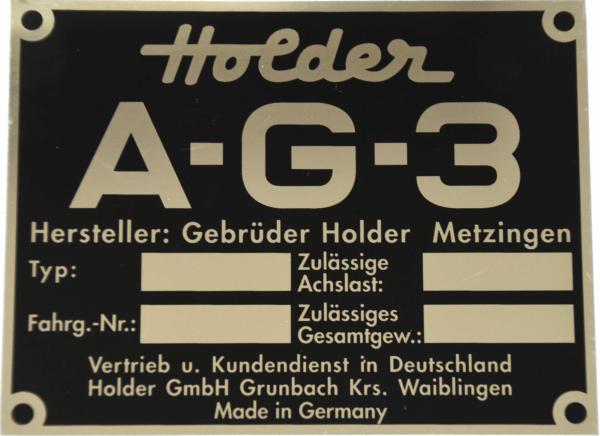 Holder
A-G-3
Hersteller: Gebrüder Holder Metzingen
Typ: Zulässige Achslast:
Fahrg.-Nr.: Zulässiges Gesamtgew.:
Vertrieb u. Kundendienst in Deutschland
Holder GmbH Grunbach Krs. Waiblingen
Made in Germany